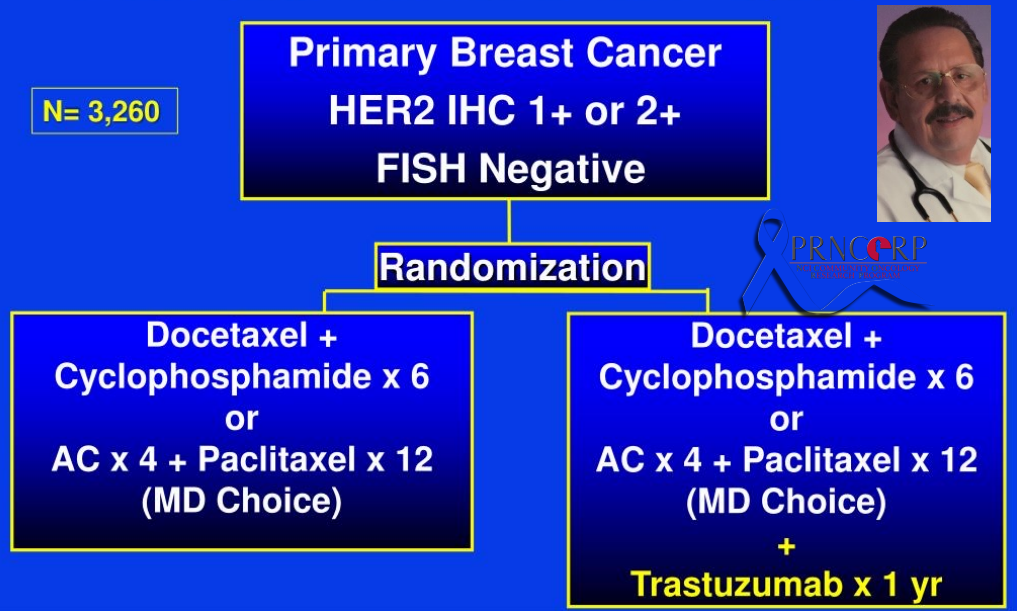 Primary Breast Cancer
HER2 IHC 1+ or 2+
FISH Negative
N= 3,260
PRNCERP
Randomization
Docetaxel +
Cyclophosphamide x 6
or
AC x 4 + Paclitaxel x 12
(MD Choice)
Docetaxel +
Cyclophosphamide x 6
or
AC x 4 + Paclitaxel x 12
(MD Choice)
+
Trastuzumab x 1 yr